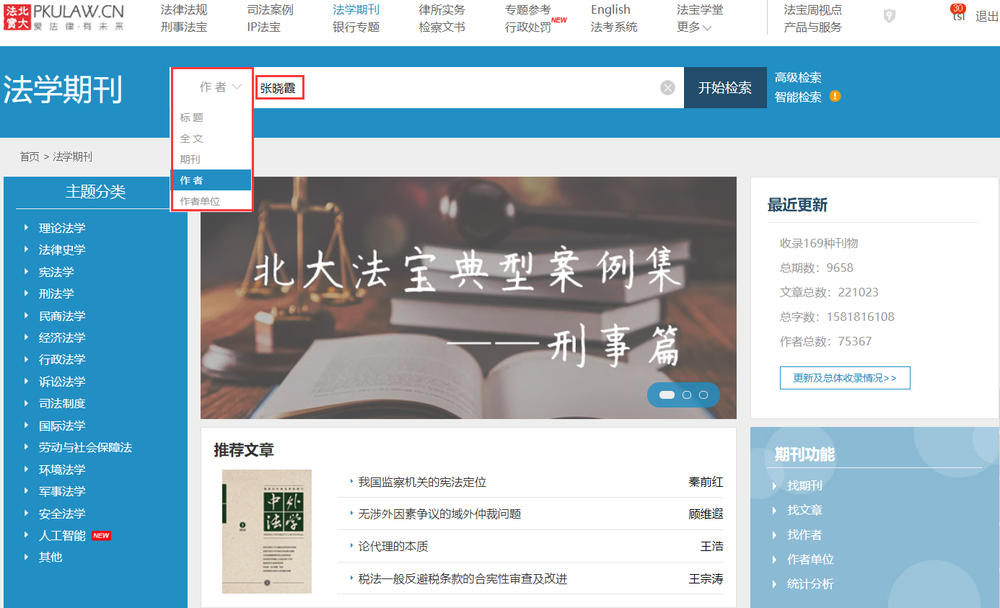 法北
寶大
PKULAW.CN
爱 法 律 · 有 未 来
法律法规 司法案例 法学期刊 律所实务 专题参考 English 法宝学堂 法宝周视点
刑事法宝 IP法宝 银行专题 检察文书 行政处罚 NEW 法考系统 更多 产品与服务
30
tsl 退出
法学期刊
作 者 张晓霞 开始检索
高级检索
智能检索
标 题
全 文
期刊
作 者
作者单位
首页 > 法学期刊
主题分类
理论法学
法律史学
宪法学
刑法学
民商法学
经济法学
行政法学
诉讼法学
司法制度
国际法学
劳动与社会保障法
环境法学
军事法学
安全法学
人工智能 NEW
其他
北大法宝典型案例集
——刑事篇
最近更新
收录169种刊物
总期数：9658
文章总数：221023
总字数：1581816108
作者总数：75367
更新及总体收录情况>>
推荐文章
中外
法学
我国监察机关的宪法定位 秦前红
无涉外因素争议的域外仲裁问题 顾维遐
论代理的本质 王浩
税法一般反避税条款的合宪性审查及改进 王宗涛
期刊功能
找期刊
找文章
找作者
作者单位
统计分析